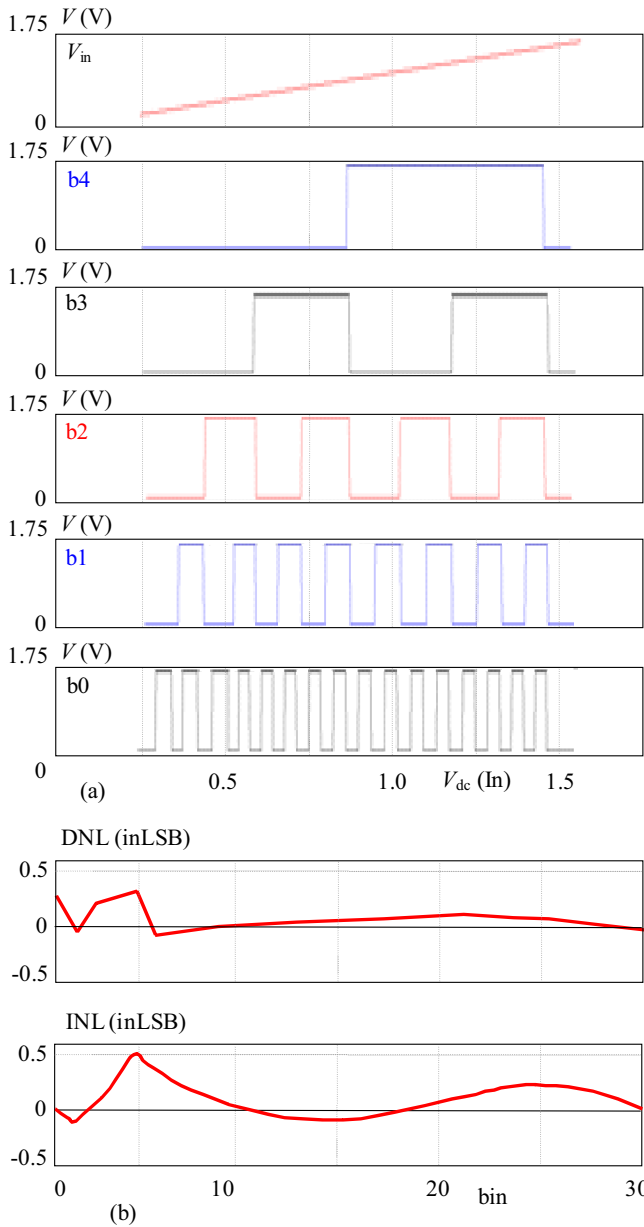 V (V)
1.75
Vin
0
V (V)
1.75
b4
0
V (V)
1.75
b3
0
V (V)
1.75
b2
0
V (V)
1.75
b1
0
V (V)
1.75
b0
0
0.5 1.0 Vdc (In) 1.5
(a)
DNL (inLSB)
0.5
0
-0.5
INL (inLSB)
0.5
0
-0.5
0 10 20 bin 30
(b)